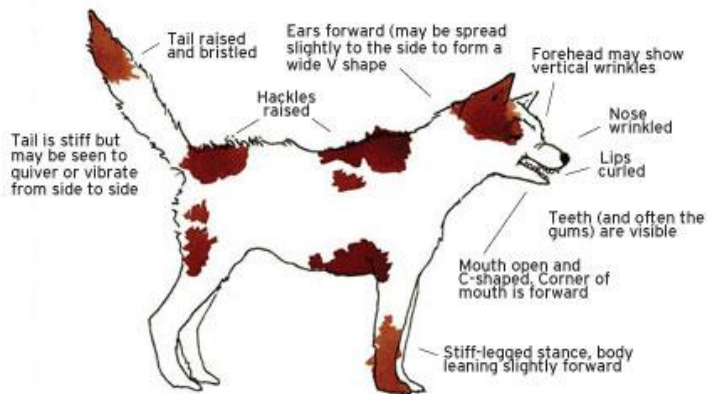 Tail raised
and bristled
Ears forward (may be spread
slightly to the side to form a
wide V shape
Forehead may show
vertical wrinkles
Hackles
raised
Nose
wrinkled
Tail is stiff but
may be seen to
quiver or vibrate
from side to side
Lips
curled
Teeth (and often the
gums) are visible
Mouth open and
C-shaped. Corner of
mouth is forward
Stiff-legged stance, body
leaning slightly forward